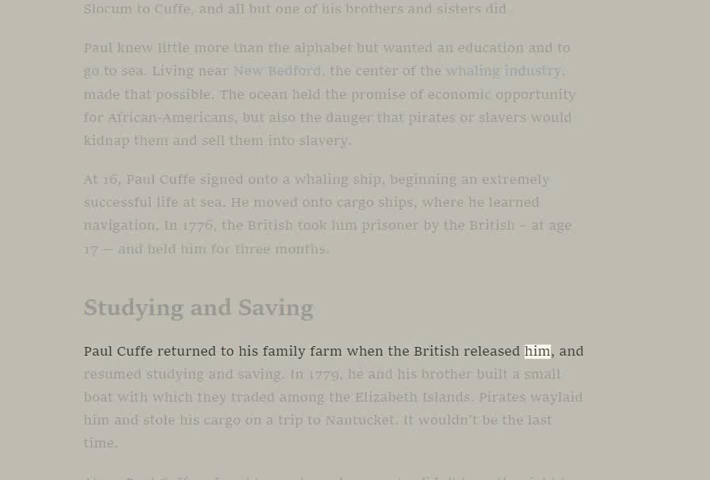 Slocum to Cuffe, and all but one of his brothers and sisters did.
Paul knew little more than the alphabet but wanted an education and to
go to sea. Living near New Bedford, the center of the whaling industry,
made that possible. The ocean held the promise of economic opportunity
for African-Americans, but also the danger that pirates or slavers would
kidnap them and sell them into slavery.
At 16, Paul Cuffe signed onto a whaling ship, beginning an extremely
successful life at sea. He moved onto cargo ships, where he learned
navigation. In 1776, the British took him prisoner by the British – at age
17 — and held him for three months.
Studying and Saving
Paul Cuffe returned to his family farm when the British released him, and
resumed studying and saving. In 1779, he and his brother built a small
boat with which they traded among the Elizabeth Islands. Pirates waylaid
him and stole his cargo on a trip to Nantucket. It wouldn't be the last
time.